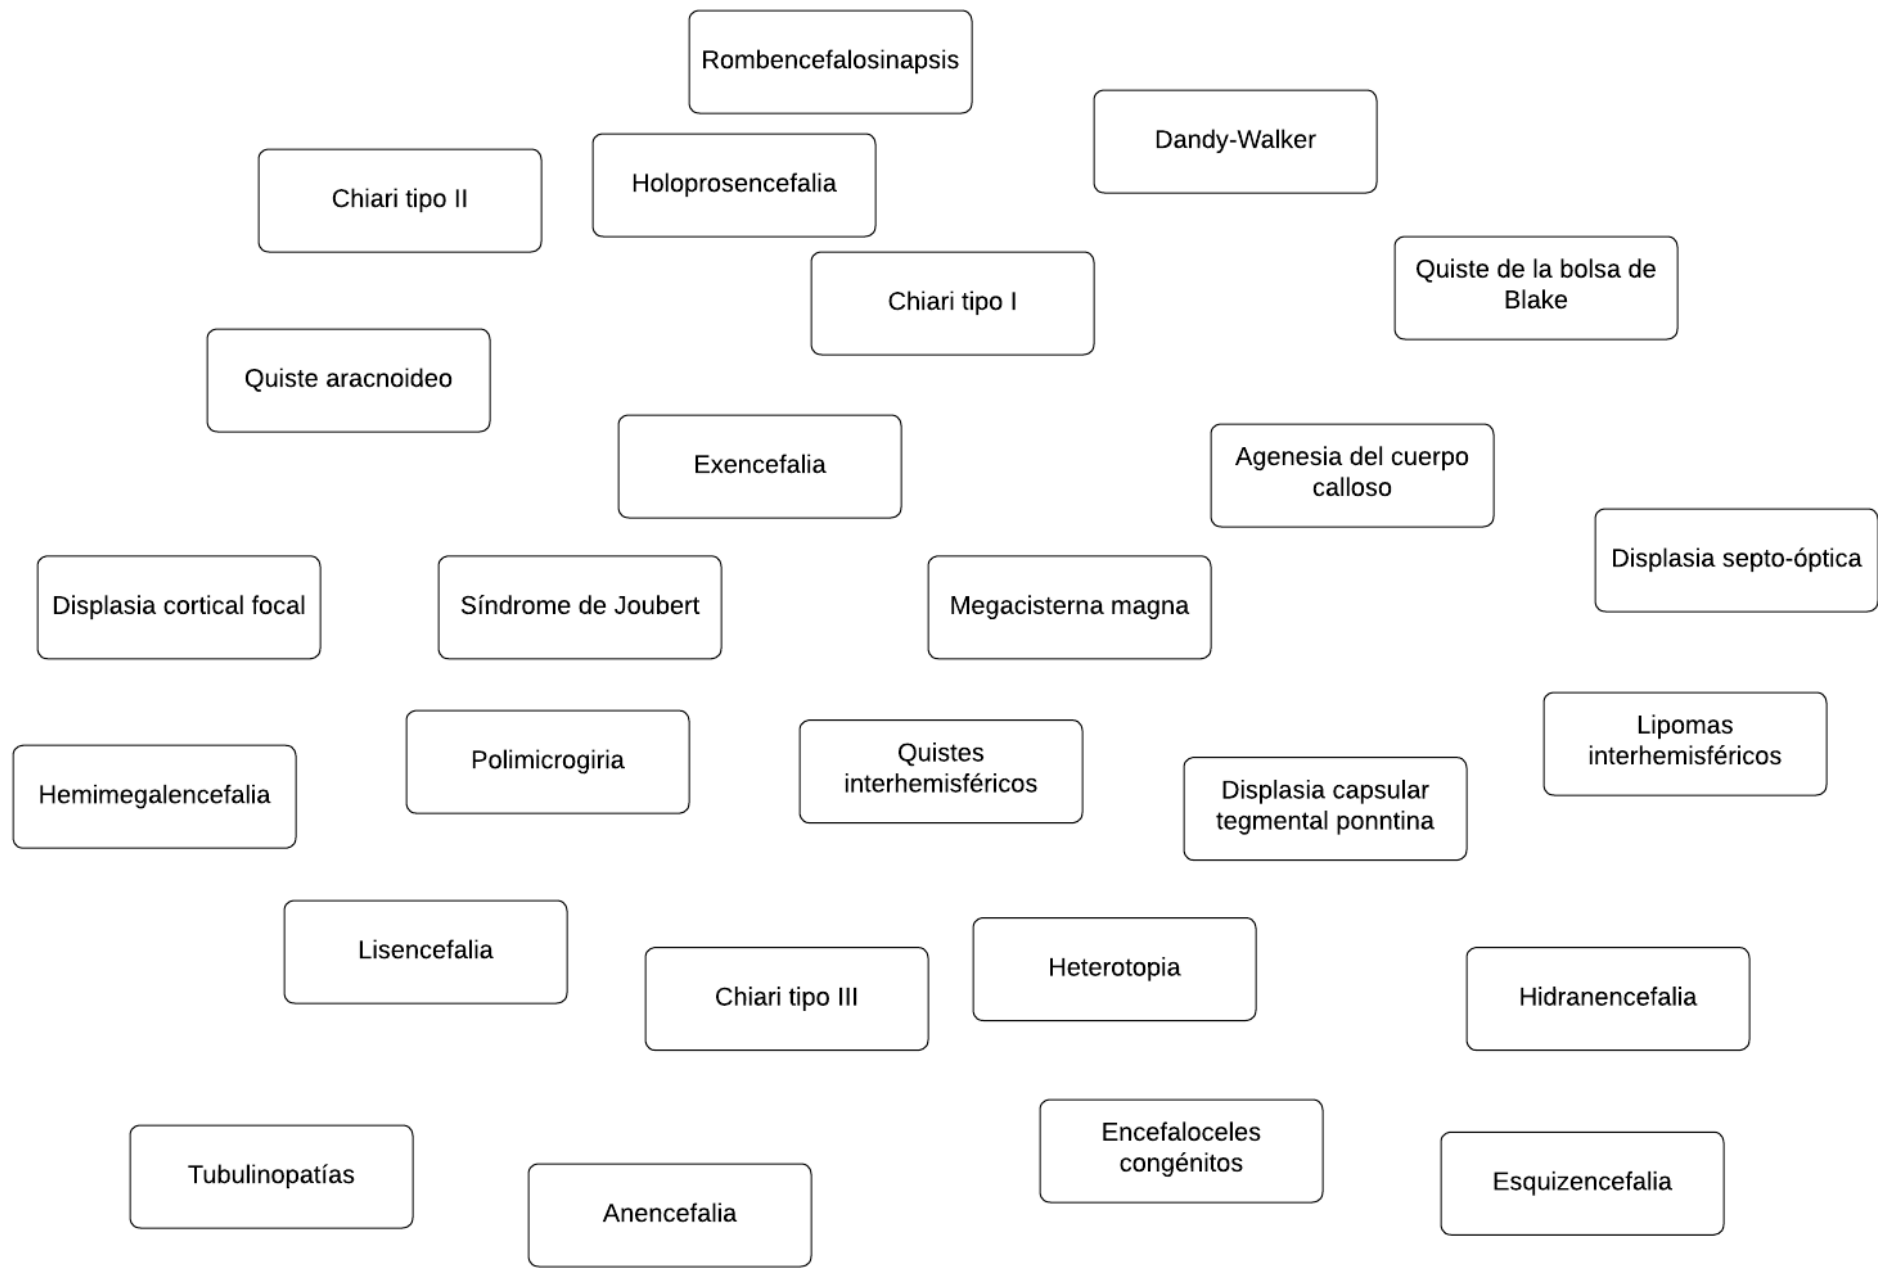 Rombencefalosinapsis
Dandy-Walker
Holoprosencefalia
Chiari tipo II
Quiste de la bolsa de
Blake
Chiari tipo I
Quiste aracnoideo
Exencefalia
Agenesia del cuerpo
calloso
Displasia septo-óptica
Displasia cortical focal
Síndrome de Joubert
Megacisterna magna
Lipomas
interhemisféricos
Polimicrogiria
Quistes
interhemisféricos
Hemimegalencefalia
Displasia capsular
tegmental ponntina
Lisencefalia
Heterotopia
Chiari tipo III
Hidranencefalia
Encefaloceles
congénitos
Tubulinopatías
Esquizencefalia
Anencefalia